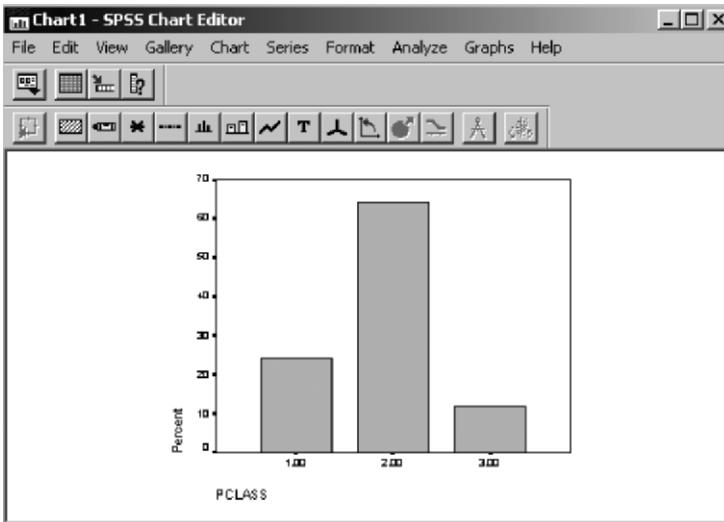 Chart1 - SPSS Chart Editor
File Edit View Gallery Chart Series Format Analyze Graphs Help
T
70
60
50
40
30
20
10
0
Percent
1.00 2.00 3.00
PCLASS